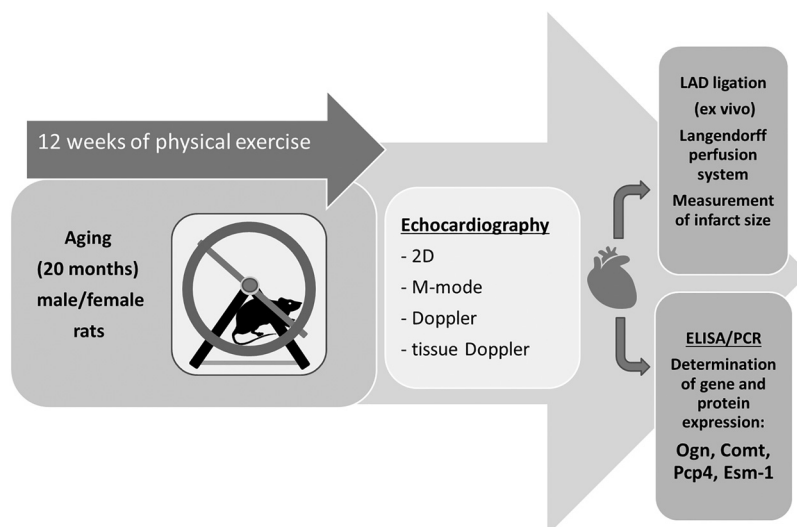 12 weeks of physical exercise
Aging
(20 months)
male/female
rats
Echocardiography
- 2D
- M-mode
- Doppler
- tissue Doppler
LAD ligation
(ex vivo)
Langendorff
perfusion
system
Measurement
of infarct size
ELISA/PCR
Determination
of gene and
protein
expression:
Ogn, Comt,
Pcp4, Esm-1